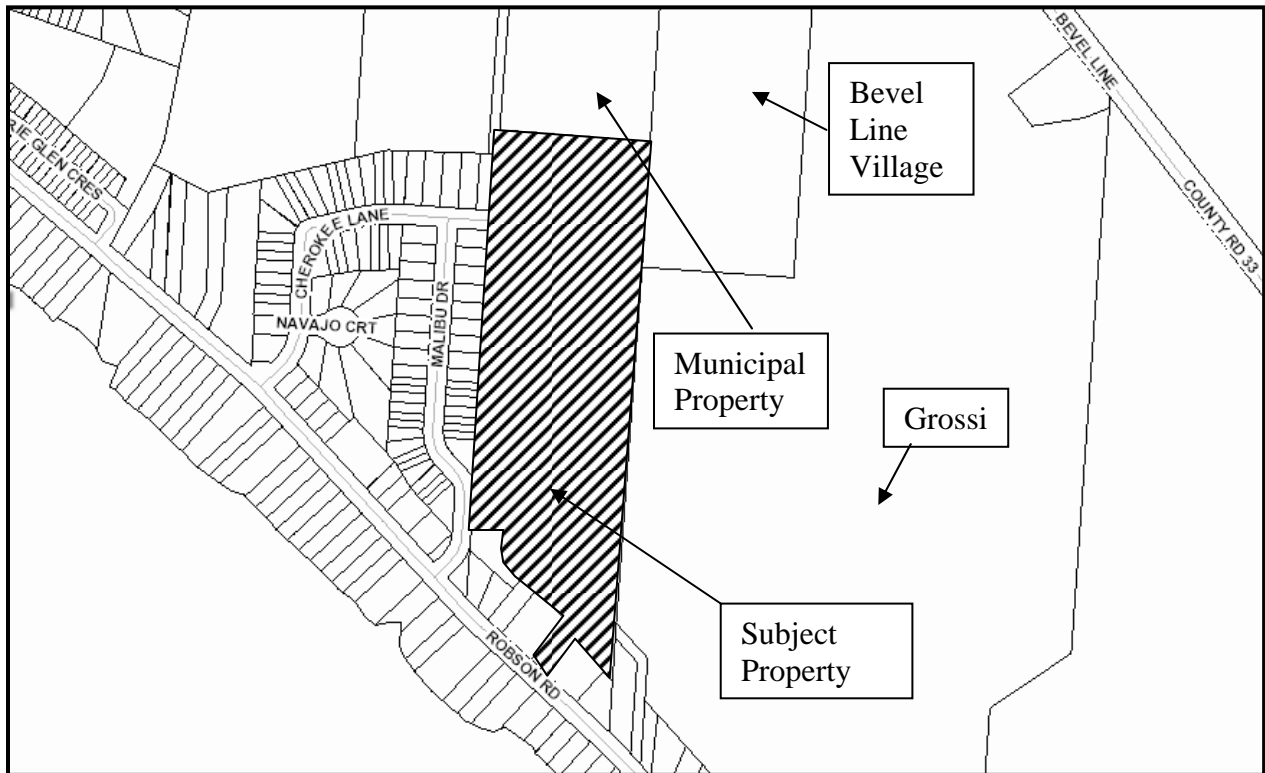 BEVEL LINE
Bevel
Line
Village
RIE GLEN CRES
COUNTY RD 33
CHEROKEE LANE
MALIBU DR
NAVAJO CRT
Municipal
Property
Grossi
Subject
Property
ROBSON RD